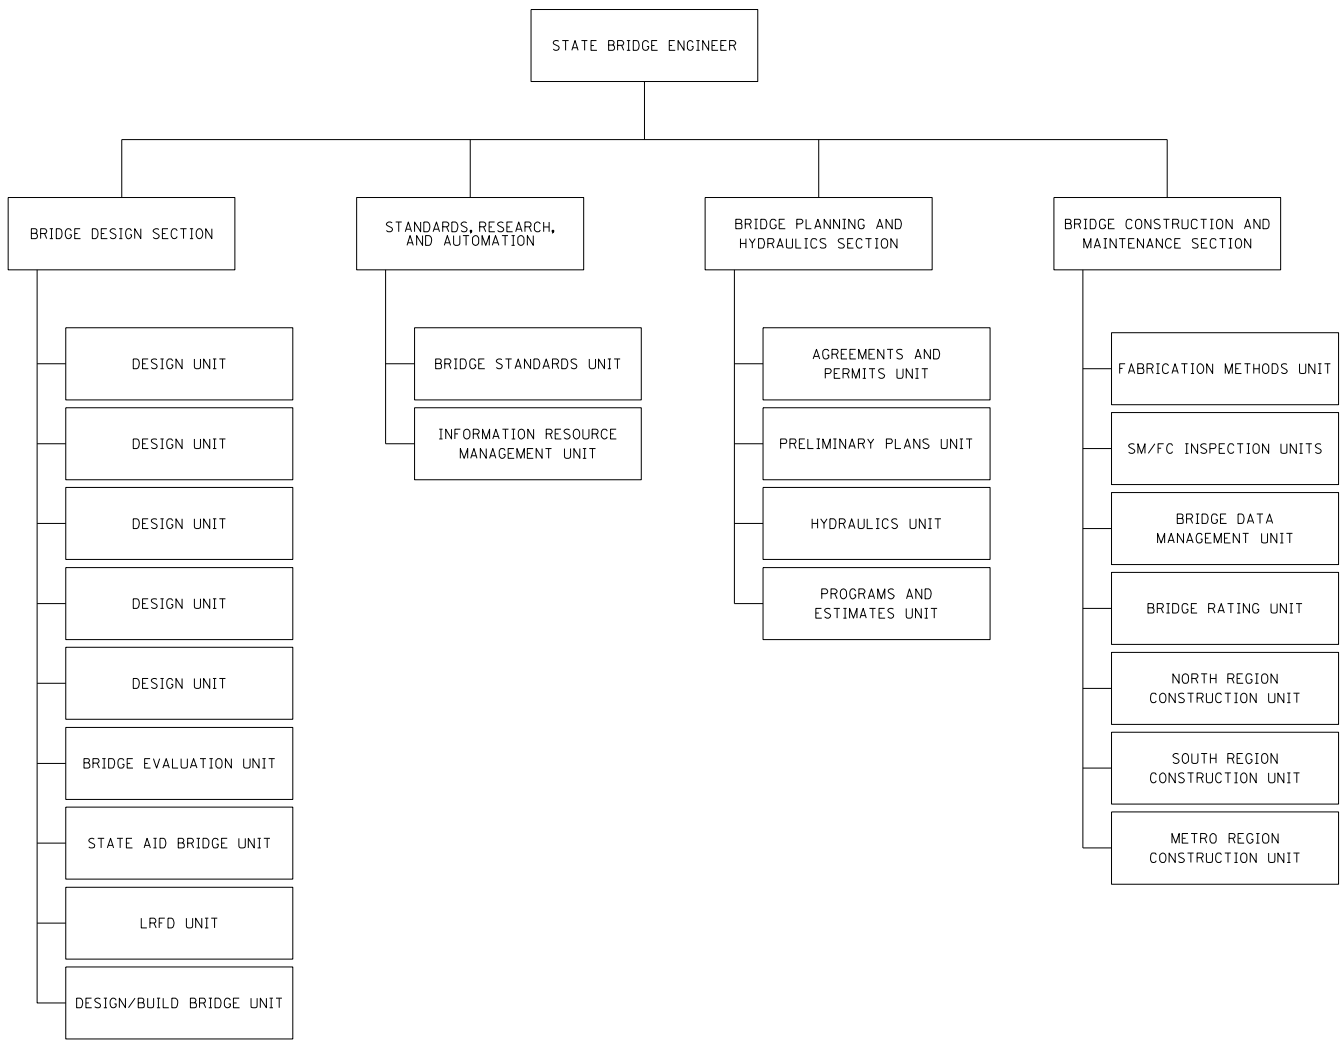 STATE BRIDGE ENGINEER
BRIDGE DESIGN SECTION
DESIGN UNIT
DESIGN UNIT
DESIGN UNIT
DESIGN UNIT
DESIGN UNIT
BRIDGE EVALUATION UNIT
STATE AID BRIDGE UNIT
LRFD UNIT
DESIGN/BUILD BRIDGE UNIT
STANDARDS, RESEARCH,
AND AUTOMATION
BRIDGE STANDARDS UNIT
INFORMATION RESOURCE
MANAGEMENT UNIT
BRIDGE PLANNING AND
HYDRAULICS SECTION
AGREEMENTS AND
PERMITS UNIT
PRELIMINARY PLANS UNIT
HYDRAULICS UNIT
PROGRAMS AND
ESTIMATES UNIT
BRIDGE CONSTRUCTION AND
MAINTENANCE SECTION
FABRICATION METHODS UNIT
SM/FC INSPECTION UNITS
BRIDGE DATA
MANAGEMENT UNIT
BRIDGE RATING UNIT
NORTH REGION
CONSTRUCTION UNIT
SOUTH REGION
CONSTRUCTION UNIT
METRO REGION
CONSTRUCTION UNIT